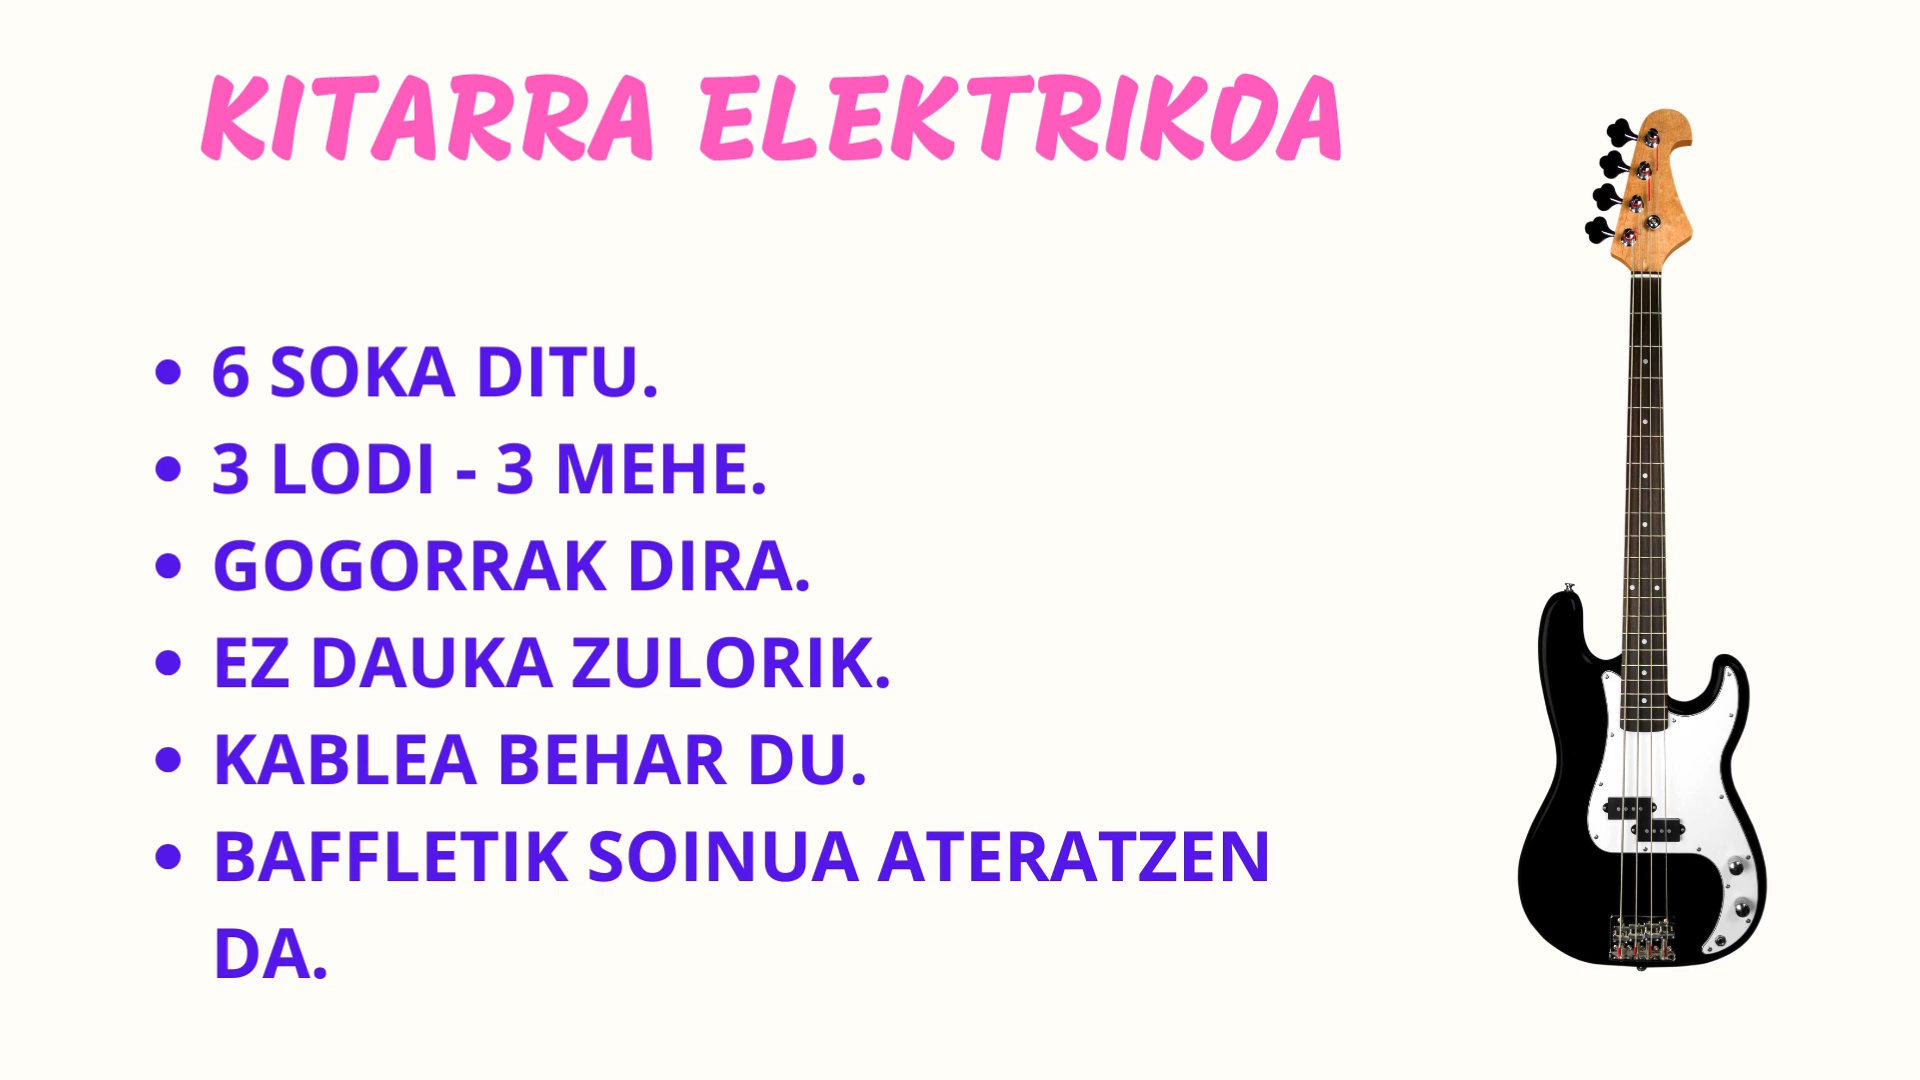 KITARRA ELEKTRIKOA
• 6 SOKA DITU.
• 3 LODI - 3 MEHE.
• GOGORRAK DIRA.
• EZ DAUKA ZULORIK.
• KABLEA BEHAR DU.
• BAFFLETIK SOINUA ATERATZEN
DA.